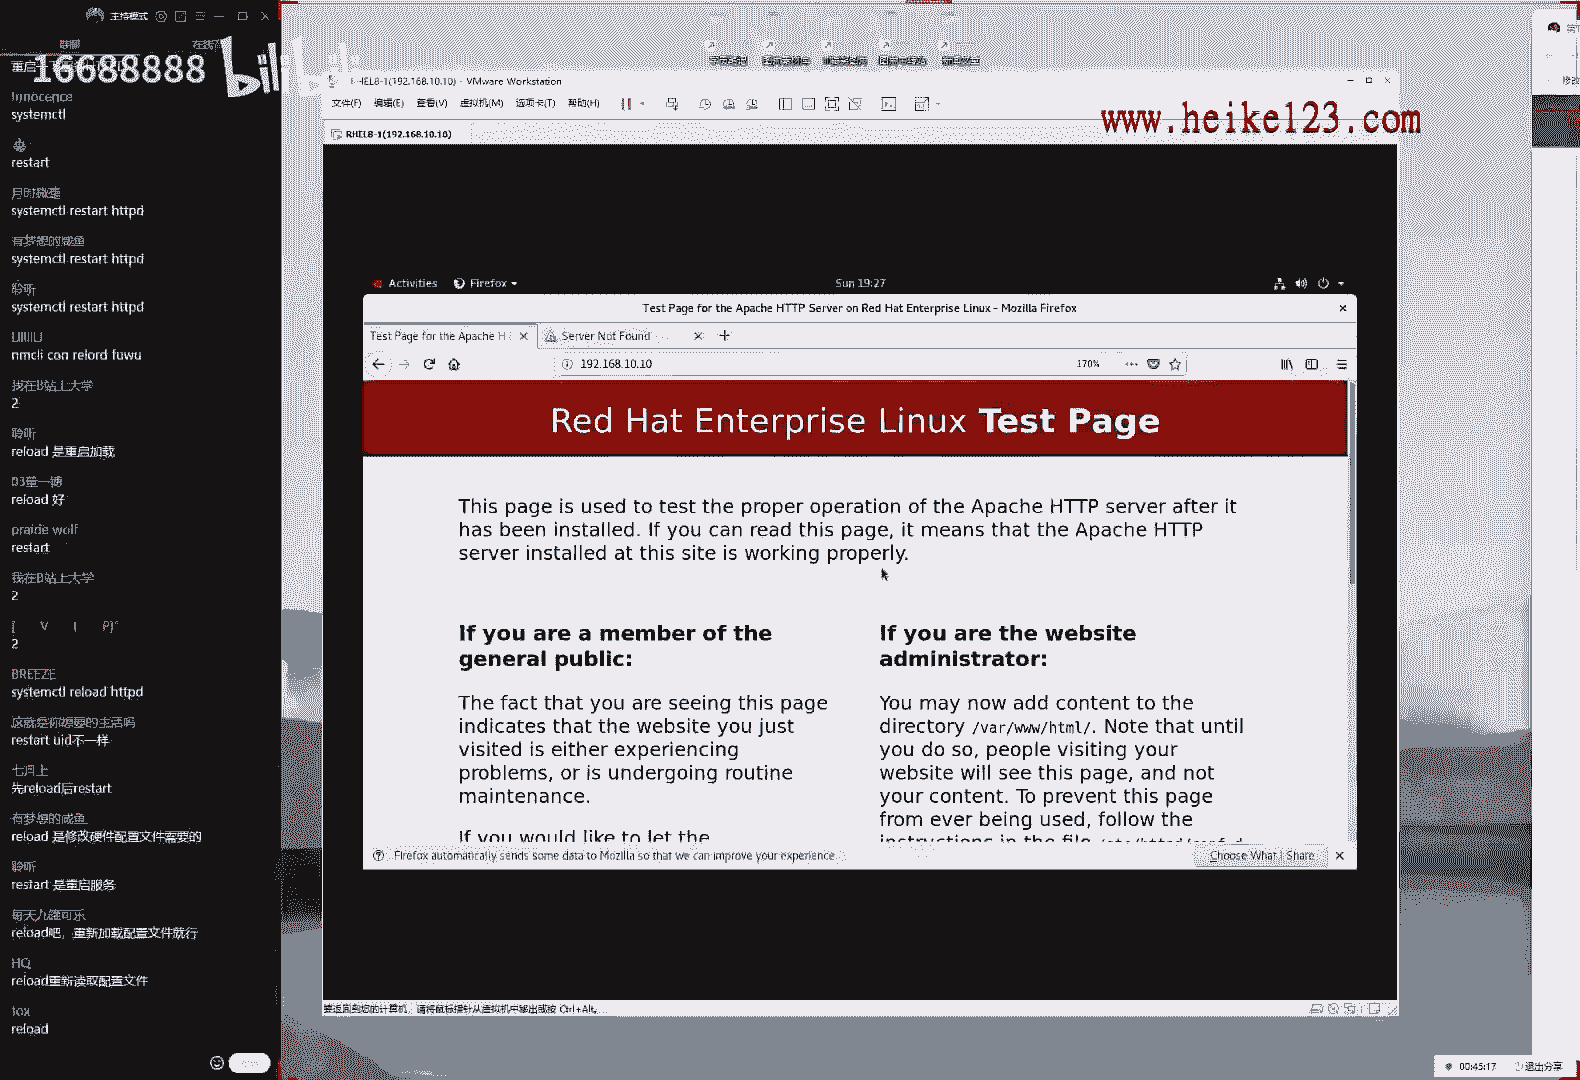 主持模式
16688888
bilibili
Innocence
systemctl
restart
systemctl restart httpd
有梦想的咸鱼
systemctl restart httpd
聆听
systemctl restart httpd
nmcli con relord fuwu
我在B站上大学
2
聆听
reload 是重启加载
reload 好
praide wolf
restart
我在B站上大学
2
2
BREEZE
systemctl reload httpd
这就是你想要的生活吗
restart uid不一样
七月上
先reload后restart
有梦想的咸鱼
reload 是修改硬件配置文件需要的
聆听
restart 是重启服务
每天九罐可乐
reload吧，重新加载配置文件就行
HQ
reload重新读取配置文件
fox
reload
RHEL8-1(192.168.10.10) - VMware Workstation
文件(F) 编辑(E) 查看(V) 虚拟机(M) 选项卡(T) 帮助(H)
www.heike123.com
RHEL8-1(192.168.10.10)
Activities Firefox Sun 19:27
Test Page for the Apache HTTP Server on Red Hat Enterprise Linux - Mozilla Firefox
Test Page for the Apache H Server Not Found
192.168.10.10 170%
Red Hat Enterprise Linux Test Page
This page is used to test the proper operation of the Apache HTTP server after it
has been installed. If you can read this page, it means that the Apache HTTP
server installed at this site is working properly.
If you are a member of the
general public:
The fact that you are seeing this page
indicates that the website you just
visited is either experiencing
problems, or is undergoing routine
maintenance.
If you would like to let the
If you are the website
administrator:
You may now add content to the
directory /var/www/html/. Note that until
you do so, people visiting your
website will see this page, and not
your content. To prevent this page
from ever being used, follow the
instructions in the file
Firefox automatically sends some data to Mozilla so that we can improve your experience.
Choose What I Share
要返回到您的计算机，请将鼠标指针从虚拟机中移出或按 Ctrl+Alt。
00:45:17 退出分享